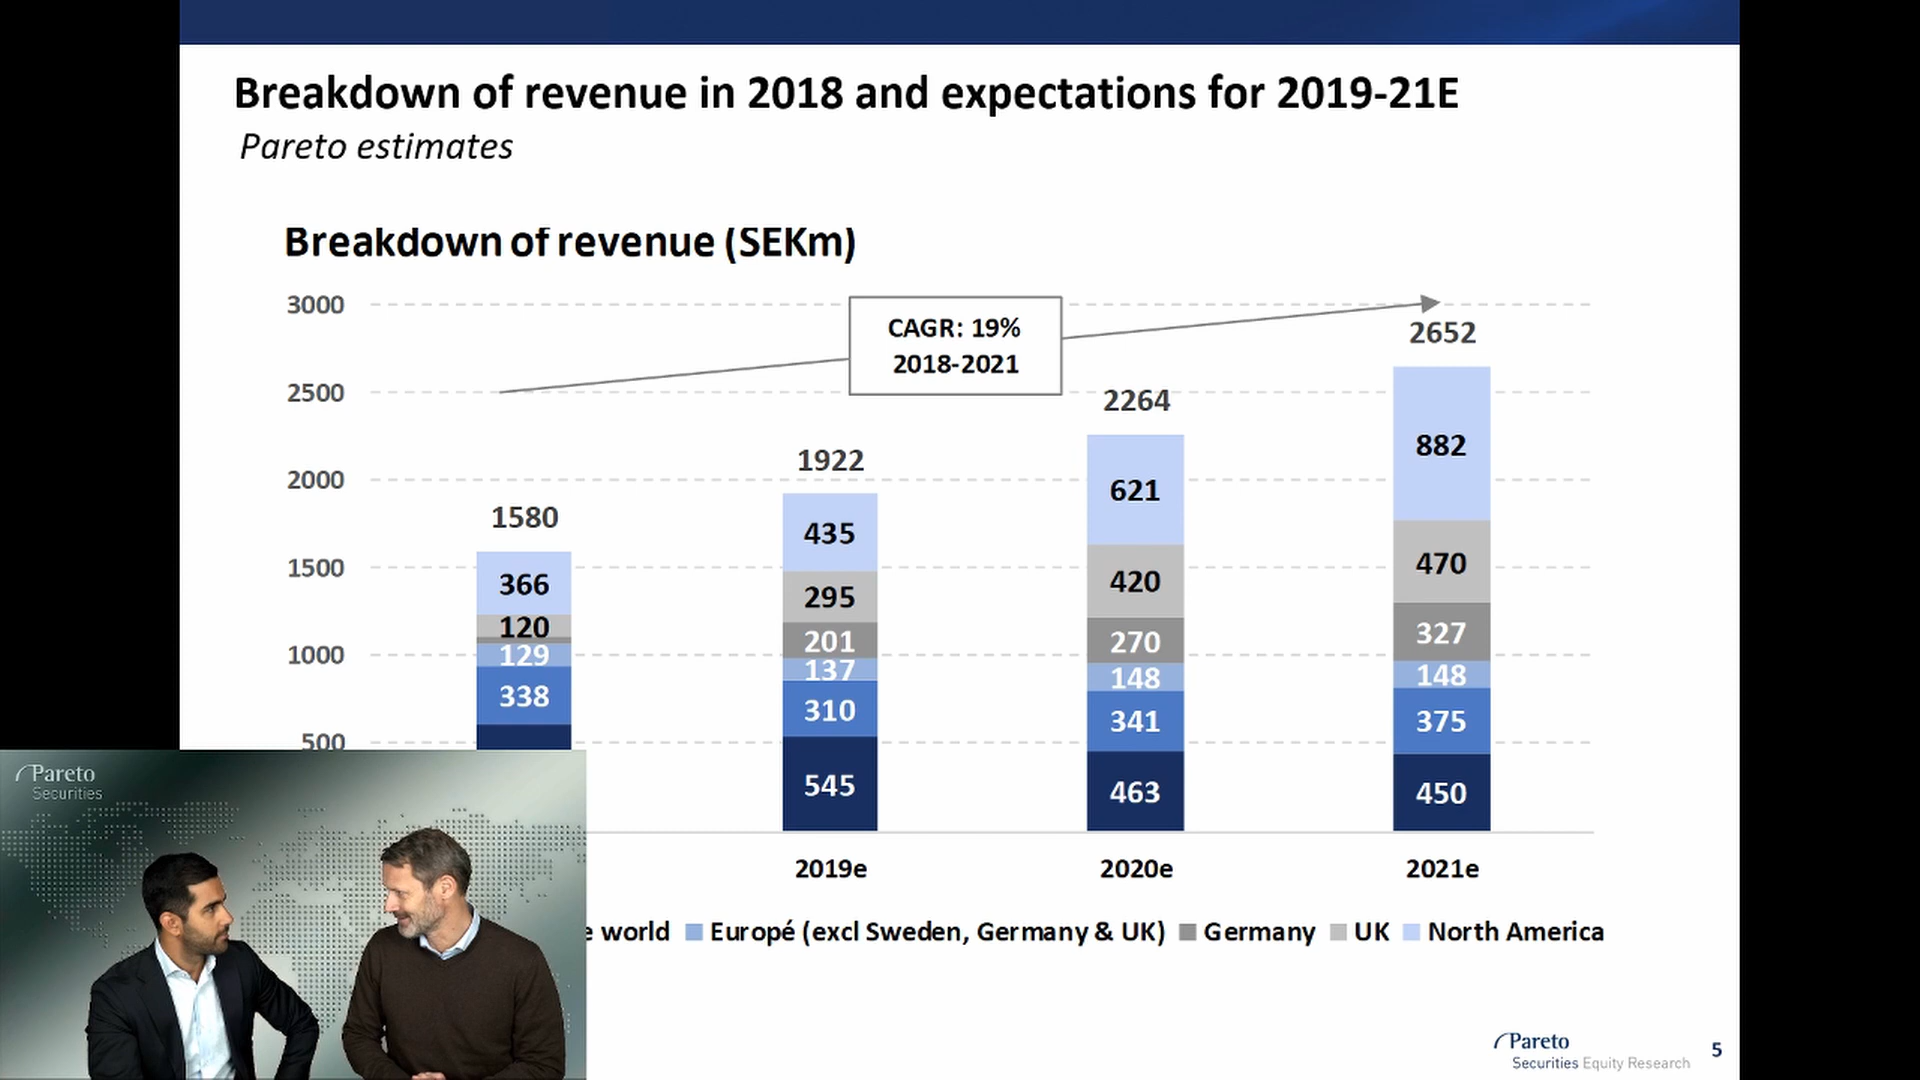 Breakdown of revenue in 2018 and expectations for 2019-21E
Pareto estimates
Breakdown of revenue (SEKm)
3000
2500
2000
1500
1000
500
CAGR: 19%
2018-2021
1580
366
120
129
338
1922
435
295
201
137
310
545
2264
621
420
270
148
341
463
2652
882
470
327
148
375
450
2019e
2020e
2021e
world
Europé (excl Sweden, Germany & UK)
Germany
UK
North America
Pareto
Securities
Pareto
Securities Equity Research
5